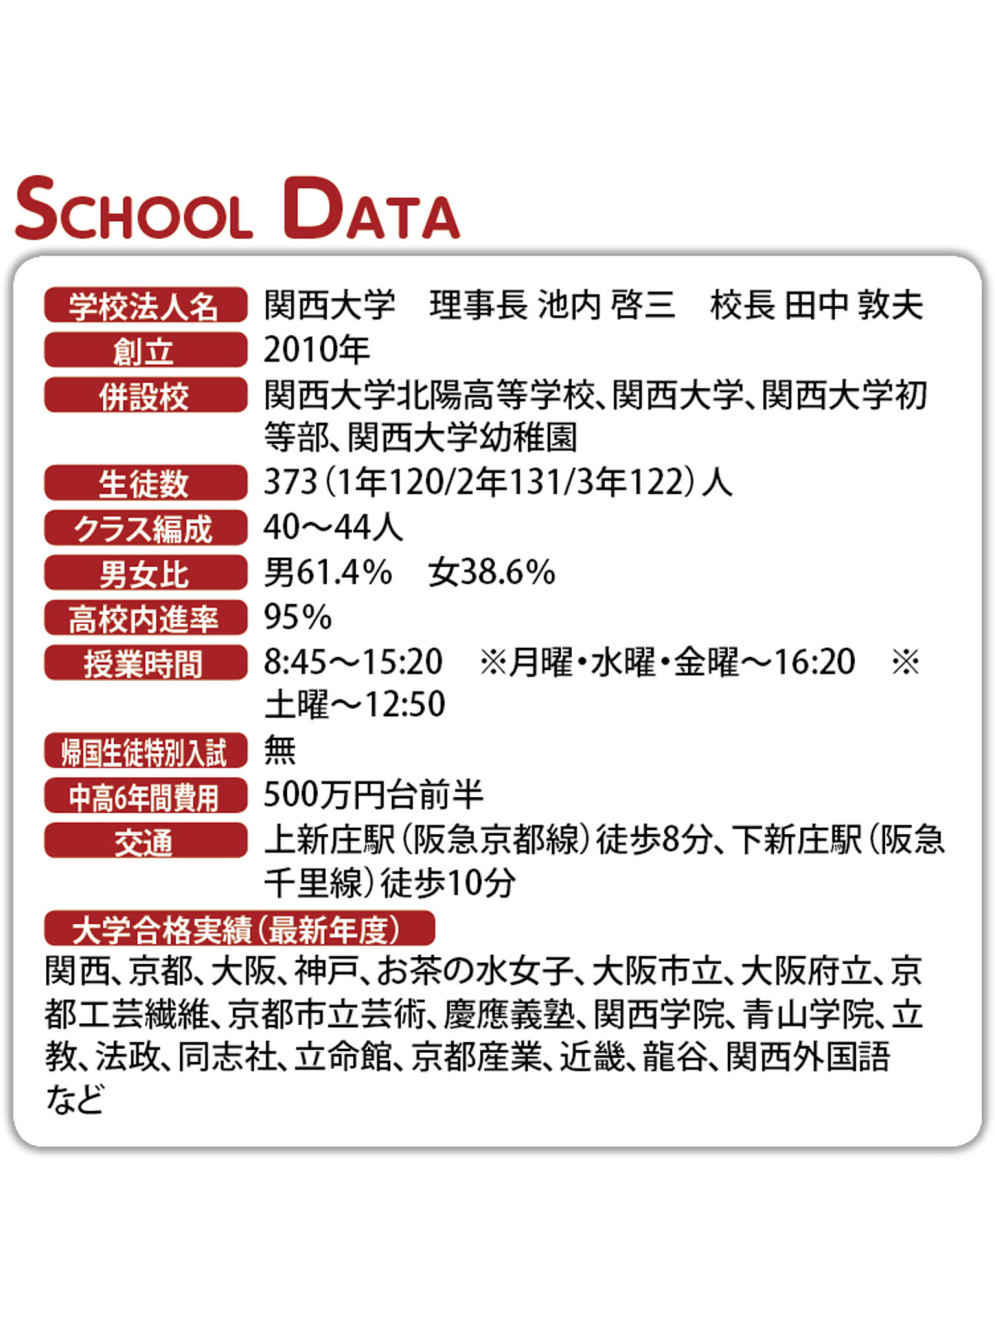 SCHOOL DATA
学校法人名 関西大学　理事長 池内 啓三　校長 田中 敦夫
創立 2010年
併設校 関西大学北陽高等学校、関西大学、関西大学初
等部、関西大学幼稚園
生徒数 373（1年120/2年131/3年122）人
クラス編成 40～44人
男女比 男61.4%　女38.6%
高校内進率 95%
授業時間 8:45～15:20　※月曜・水曜・金曜～16:20　※
土曜～12:50
帰国生徒特別入試 無
中高6年間費用 500万円台前半
交通 上新庄駅（阪急京都線）徒歩8分、下新庄駅（阪急
千里線）徒歩10分
大学合格実績（最新年度）
関西、京都、大阪、神戸、お茶の水女子、大阪市立、大阪府立、京
都工芸繊維、京都市立芸術、慶應義塾、関西学院、青山学院、立
教、法政、同志社、立命館、京都産業、近畿、龍谷、関西外国語
など